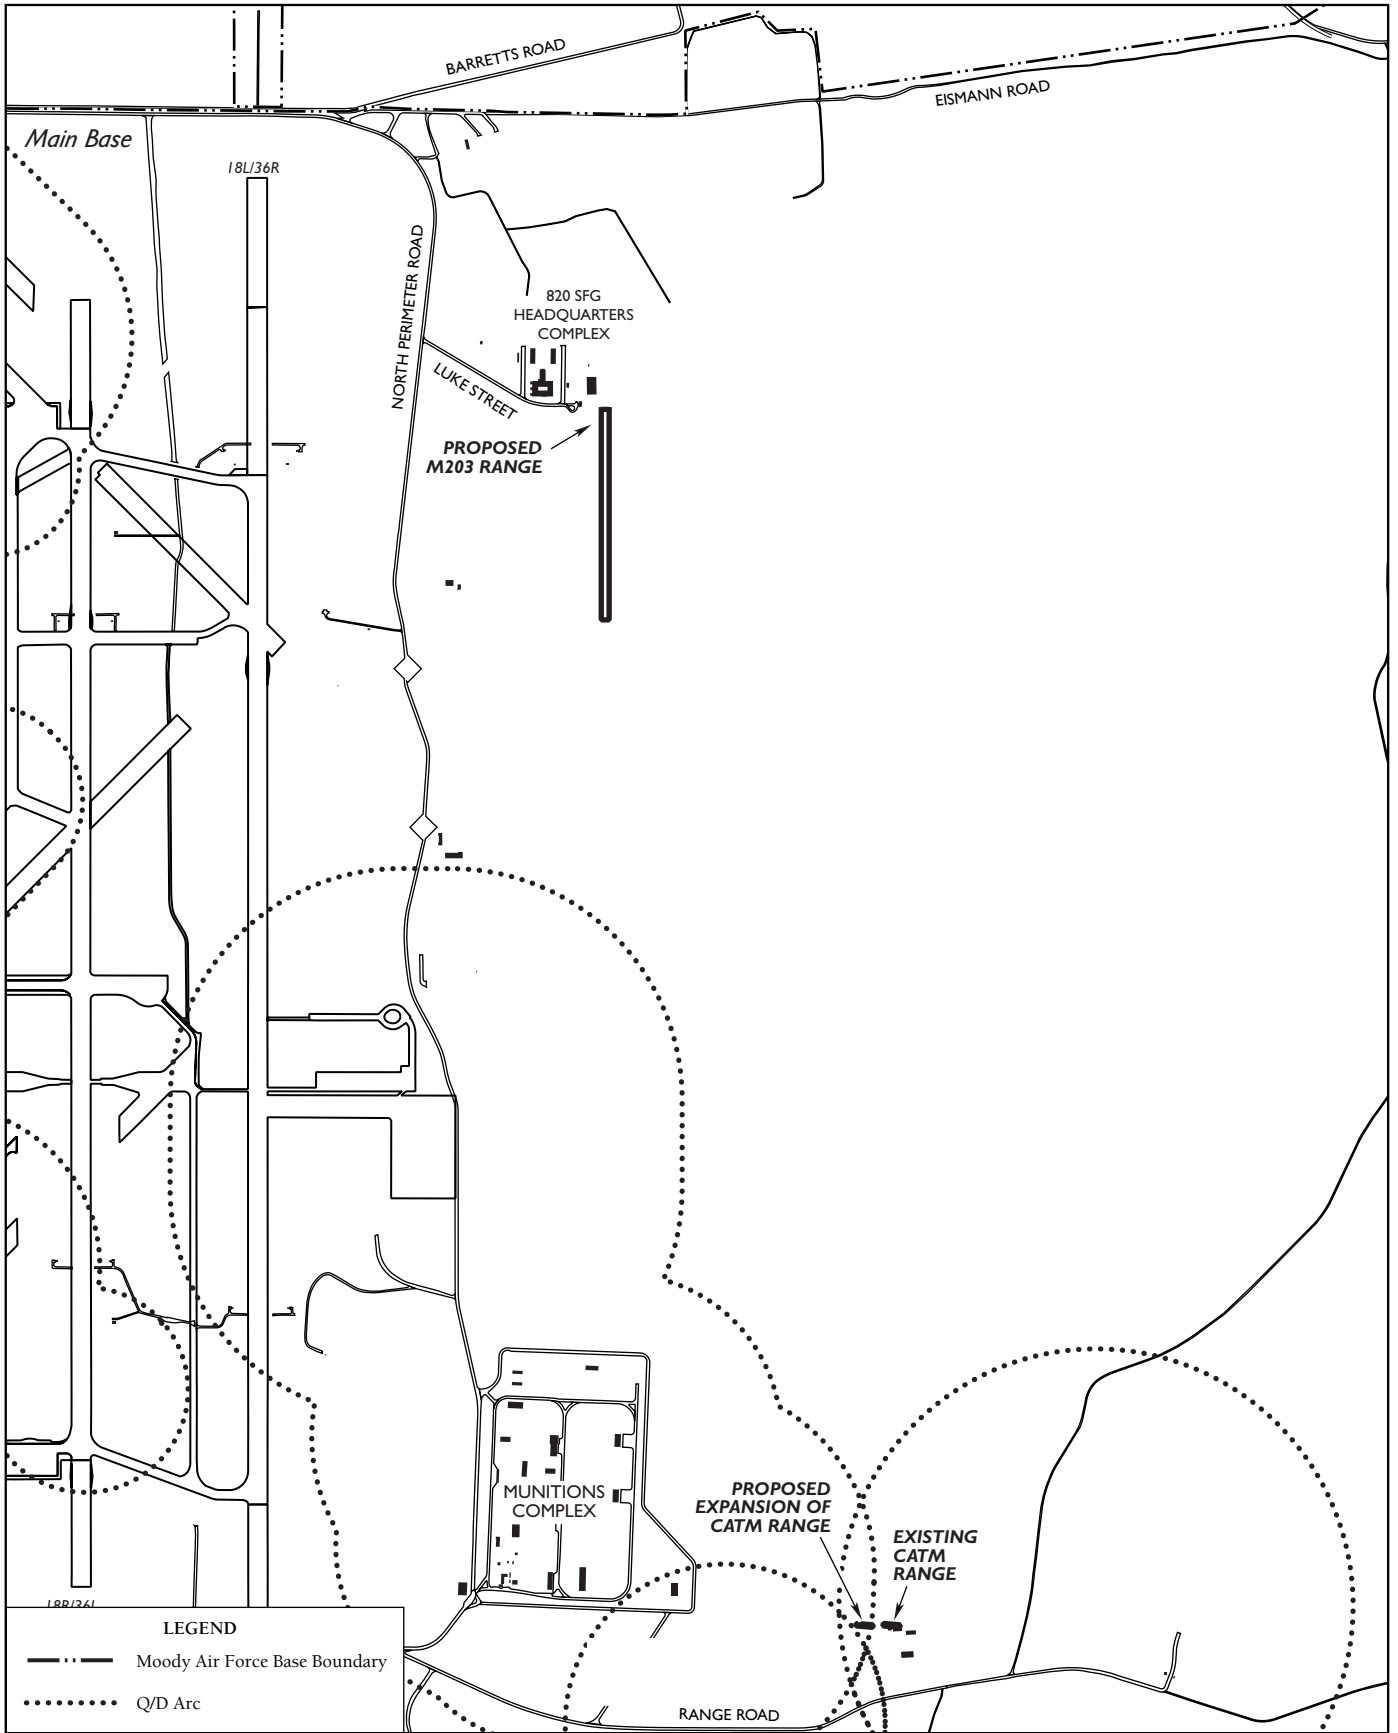 BARRETTS ROAD
EISMANN ROAD
Main Base
18L/36R
NORTH PERIMETER ROAD
820 SFG
HEADQUARTERS
COMPLEX
LUKE STREET
PROPOSED
M203 RANGE
MUNITIONS
COMPLEX
PROPOSED
EXPANSION OF
CATM RANGE
EXISTING
CATM
RANGE
18R/36L
LEGEND
Moody Air Force Base Boundary
Q/D Arc
RANGE ROAD